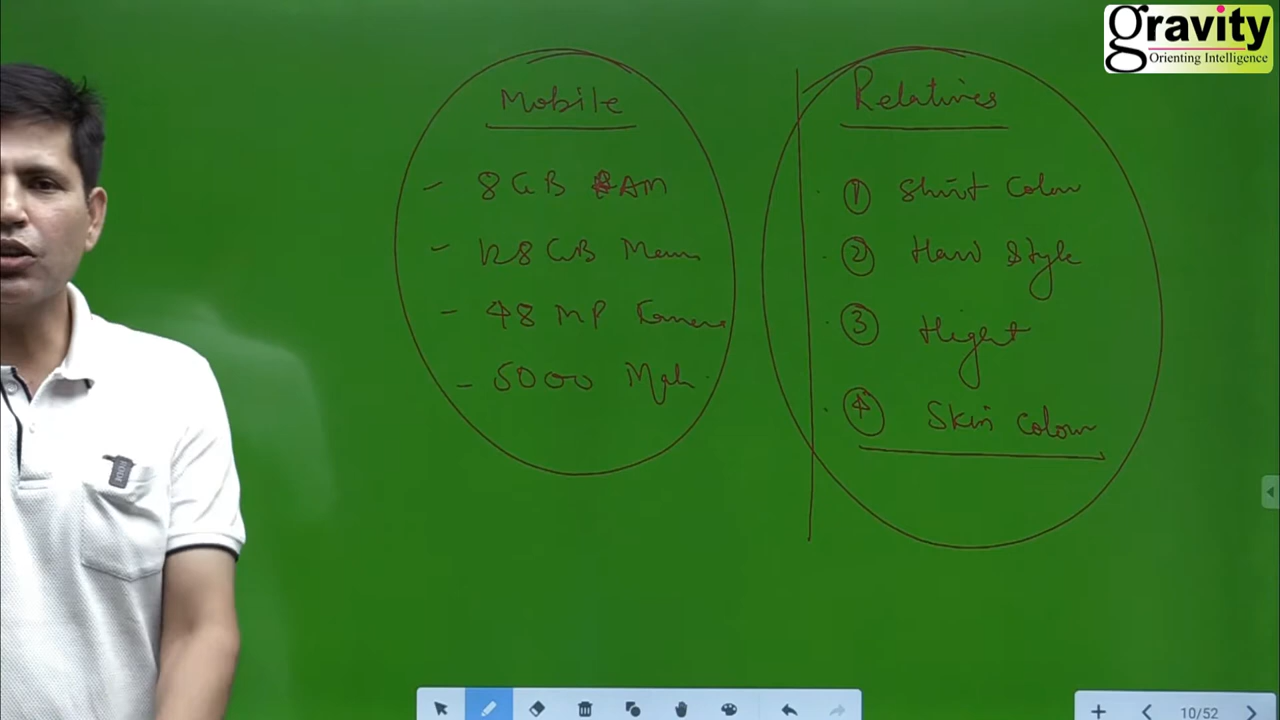 gravity
Orienting Intelligence
Mobile
- 8 GB RAM
- 128 GB Mem
- 48 MP Kamera
- 5000 Mah
Relatives
① Shirt Colour
② Hair Style
③ Hight
④ Skin Colour
10/52